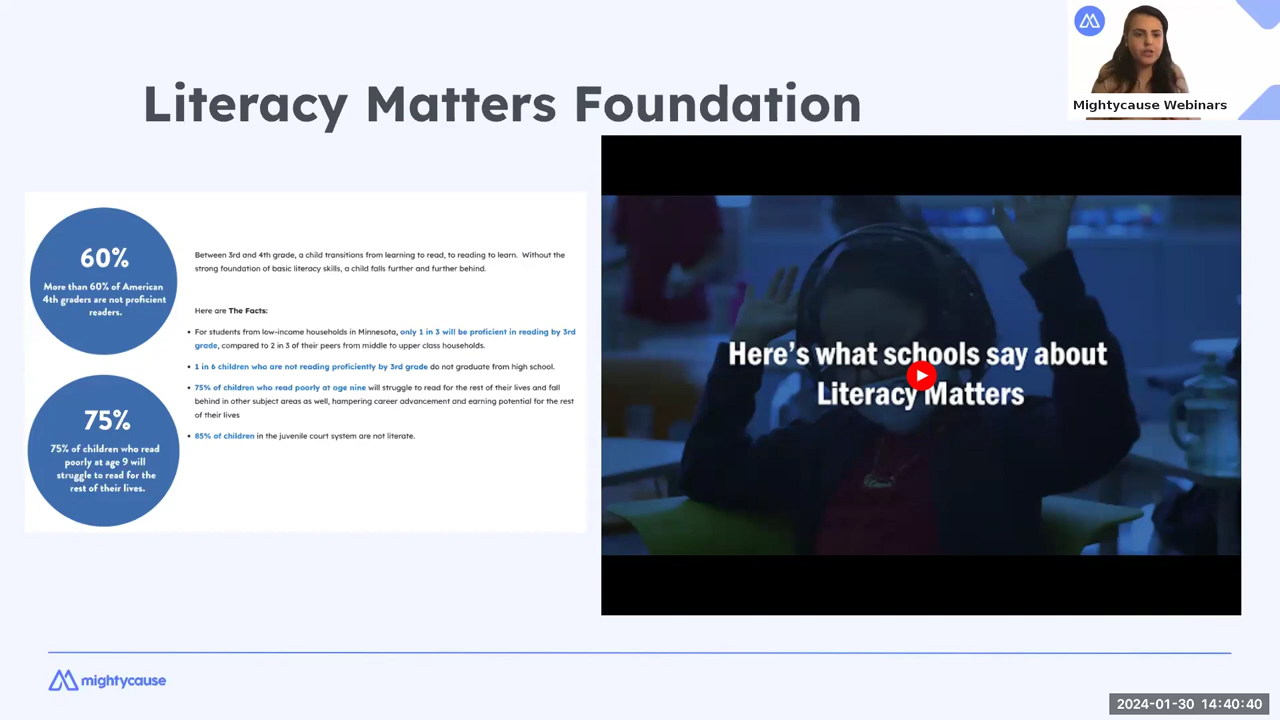 Literacy Matters Foundation
Mightycause Webinars
60%
More than 60% of American
4th graders are not proficient
readers.
75%
75% of children who read
poorly at age 9 will
struggle to read for the
rest of their lives.
Between 3rd and 4th grade, a child transitions from learning to read, to reading to learn. Without the
strong foundation of basic literacy skills, a child falls further and further behind.
Here are The Facts:
• For students from low-income households in Minnesota, only 1 in 3 will be proficient in reading by 3rd
grade, compared to 2 in 3 of their peers from middle to upper class households.
• 1 in 6 children who are not reading proficiently by 3rd grade do not graduate from high school.
• 75% of children who read poorly at age nine will struggle to read for the rest of their lives and fall
behind in other subject areas as well, hampering career advancement and earning potential for the rest
of their lives
• 85% of children in the juvenile court system are not literate.
Here's what schools say about
Literacy Matters
mightycause
2024-01-30 14:40:40